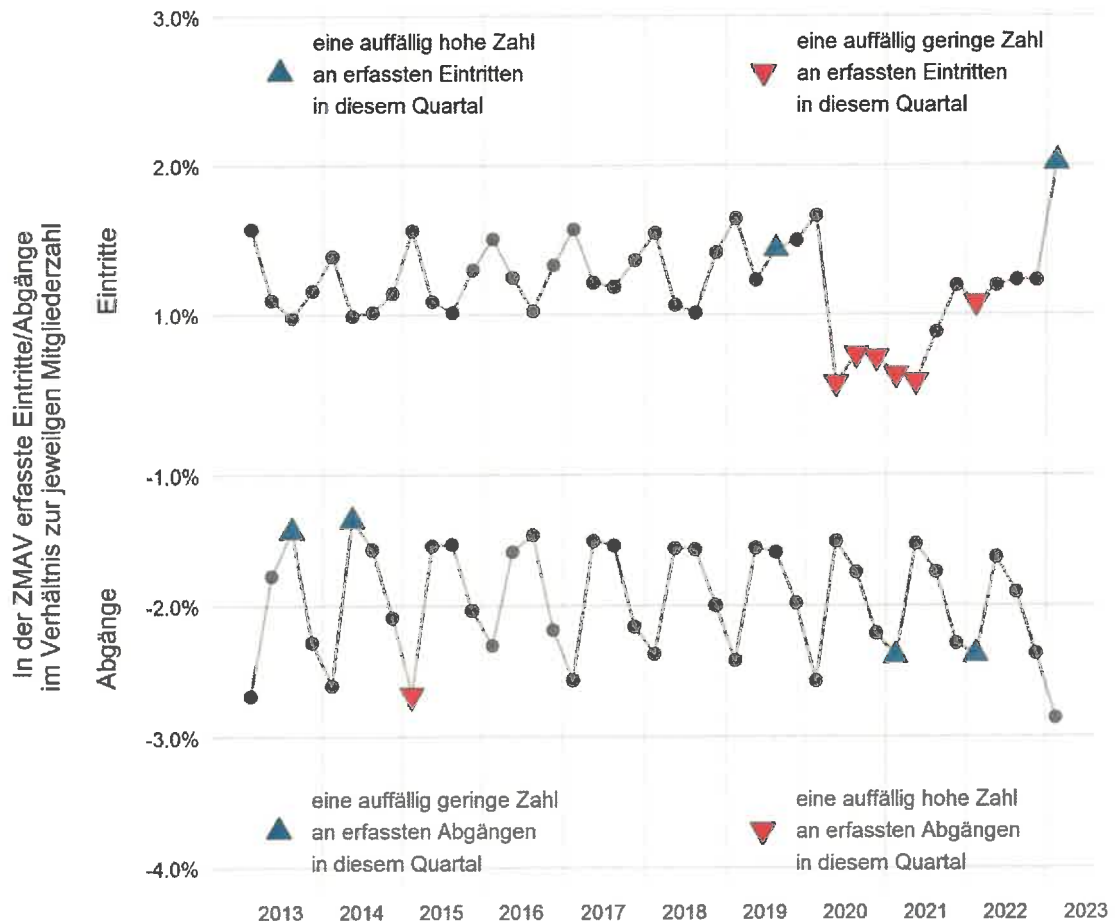 3.0%
eine auffällig hohe Zahl
an erfassten Eintritten
in diesem Quartal
eine auffällig geringe Zahl
an erfassten Eintritten
in diesem Quartal
2.0%
1.0%
-1.0%
-2.0%
-3.0%
-4.0%
In der ZMAV erfasste Eintritte/Abgänge
im Verhältnis zur jeweilgen Mitgliederzahl
Eintritte
Abgänge
eine auffällig geringe Zahl
an erfassten Abgängen
in diesem Quartal
eine auffällig hohe Zahl
an erfassten Abgängen
in diesem Quartal
2013 2014 2015 2016 2017 2018 2019 2020 2021 2022 2023